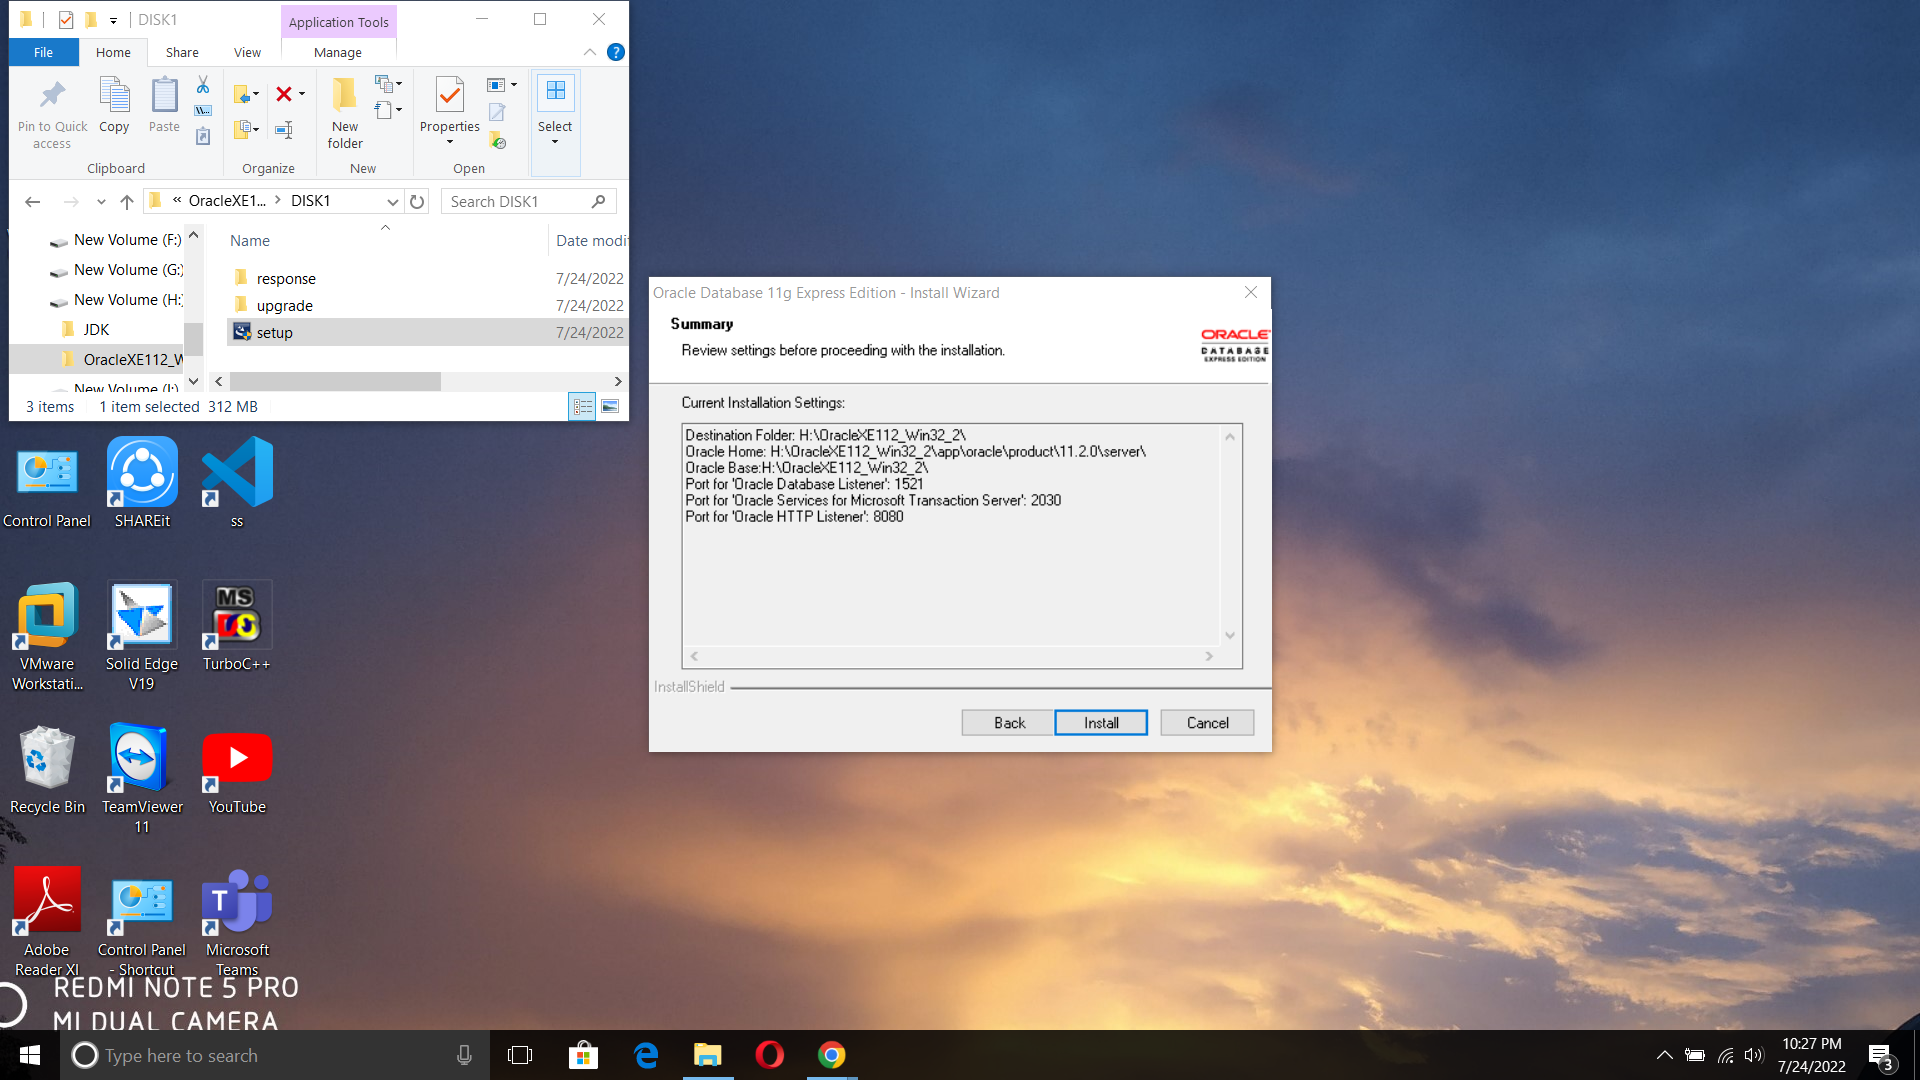 DISK1
Application Tools
File
Home
Share
View
Manage
Pin to Quick
access
Copy
Paste
New
folder
Properties
Select
Clipboard
Organize
New
Open
« OracleXE1... > DISK1
Search DISK1
New Volume (F:)
New Volume (G:)
New Volume (H:)
JDK
OracleXE112_W
New Volume (I:)
Name
Date modif
response
7/24/2022
upgrade
7/24/2022
setup
7/24/2022
3 items
1 item selected 312 MB
Oracle Database 11g Express Edition - Install Wizard
Summary
Review settings before proceeding with the installation.
ORACLE
DATABASE
EXPRESS EDITION
Current Installation Settings:
Destination Folder: H:\OracleXE112_Win32_2\
Oracle Home: H:\OracleXE112_Win32_2\app\oracle\product\11.2.0\server\
Oracle Base:H:\OracleXE112_Win32_2\
Port for 'Oracle Database Listener': 1521
Port for 'Oracle Services for Microsoft Transaction Server': 2030
Port for 'Oracle HTTP Listener': 8080
InstallShield
Back
Install
Cancel
Control Panel
SHAREit
ss
VMware
Workstati...
Solid Edge
V19
MS
TurboC++
Recycle Bin
TeamViewer
11
YouTube
Adobe
Reader XI
Control Panel
- Shortcut
T
Microsoft
Teams
REDMI NOTE 5 PRO
MI DUAL CAMERA
Type here to search
10:27 PM
7/24/2022
3